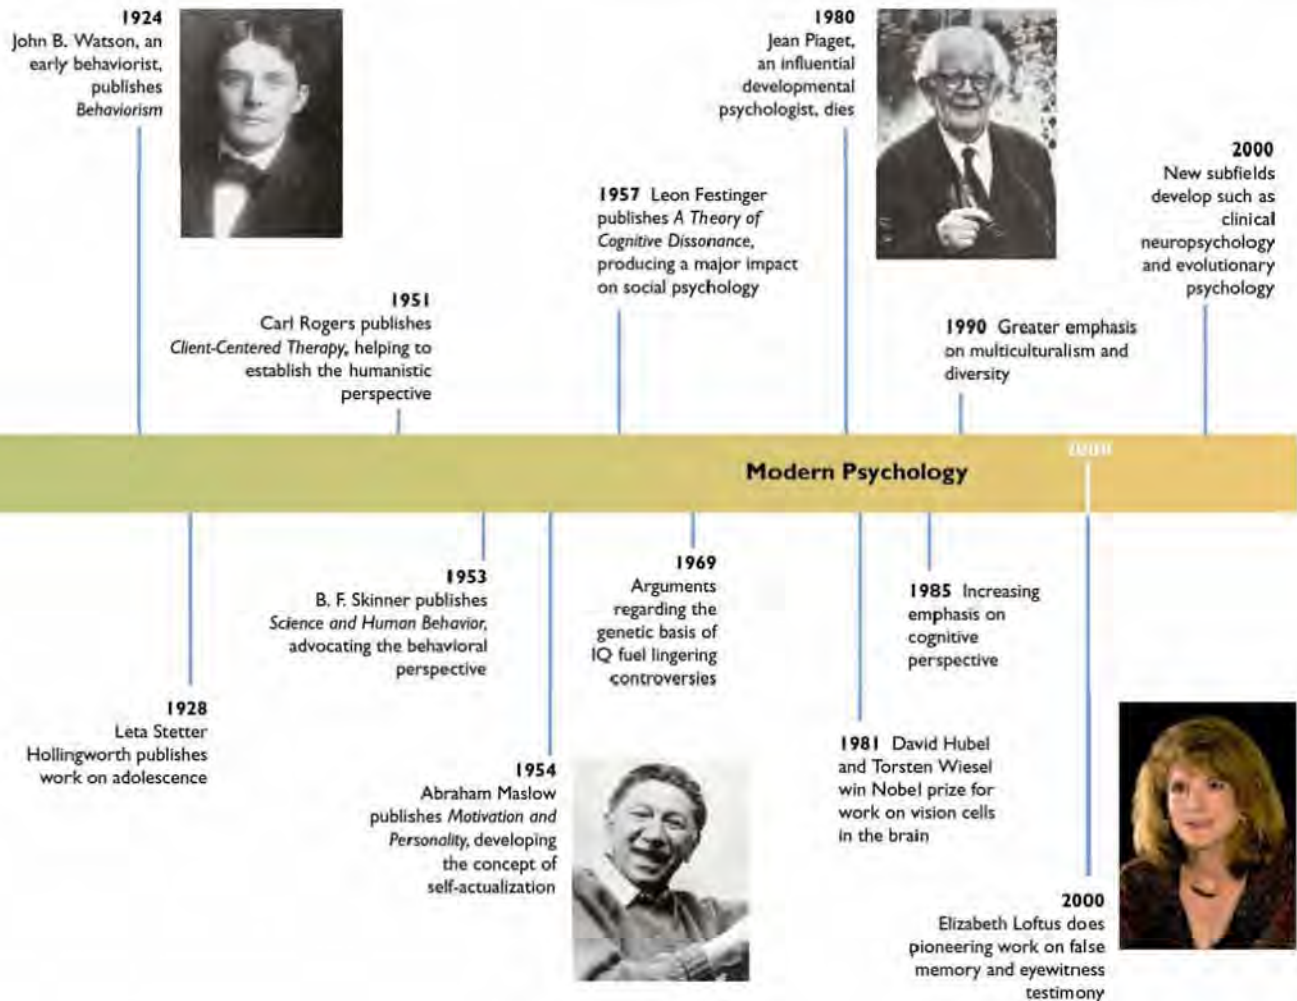 1924
John B. Watson, an
early behaviorist,
publishes
Behaviorism
1951
Carl Rogers publishes
Client-Centered Therapy, helping to
establish the humanistic
perspective
1957 Leon Festinger
publishes A Theory of
Cognitive Dissonance,
producing a major impact
on social psychology
1980
Jean Piaget,
an influential
developmental
psychologist, dies
1990 Greater emphasis
on multiculturalism and
diversity
2000
New subfields
develop such as
clinical
neuropsychology
and evolutionary
psychology
Modern Psychology
2000
1928
Leta Stetter
Hollingworth publishes
work on adolescence
1953
B. F. Skinner publishes
Science and Human Behavior,
advocating the behavioral
perspective
1954
Abraham Maslow
publishes Motivation and
Personality, developing
the concept of
self-actualization
1969
Arguments
regarding the
genetic basis of
IQ fuel lingering
controversies
1981 David Hubel
and Torsten Wiesel
win Nobel prize for
work on vision cells
in the brain
1985 Increasing
emphasis on
cognitive
perspective
2000
Elizabeth Loftus does
pioneering work on false
memory and eyewitness
testimony